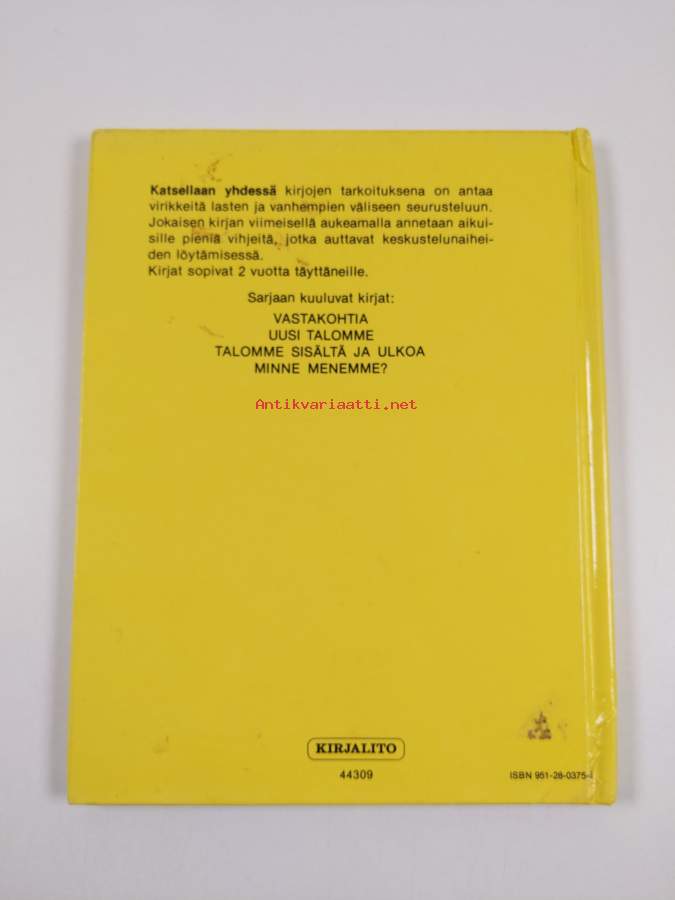 Katsellaan yhdessä kirjojen tarkoituksena on antaa
virikkeitä lasten ja vanhempien väliseen seurusteluun.
Jokaisen kirjan viimeisellä aukeamalla annetaan aikui-
sille pieniä vihjeitä, jotka auttavat keskustelunaihei-
den löytämisessä.
Kirjat sopivat 2 vuotta täyttäneille.
Sarjaan kuuluvat kirjat:
VASTAKOHTIA
UUSI TALOMME
TALOMME SISÄLTÄ JA ULKOA
MINNE MENEMME?
Antikvariaatti.net
KIRJALITO
44309
ISBN 951-28-0375-